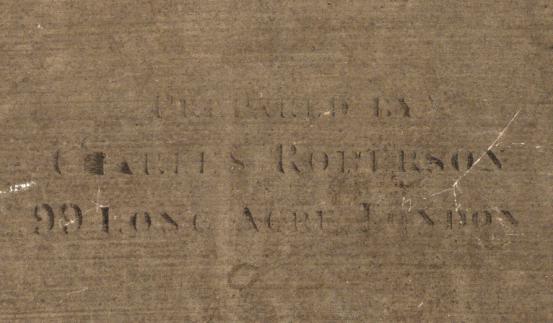 PREPARED BY
CHARLES ROBERSON
99 LONG ACRE LONDON